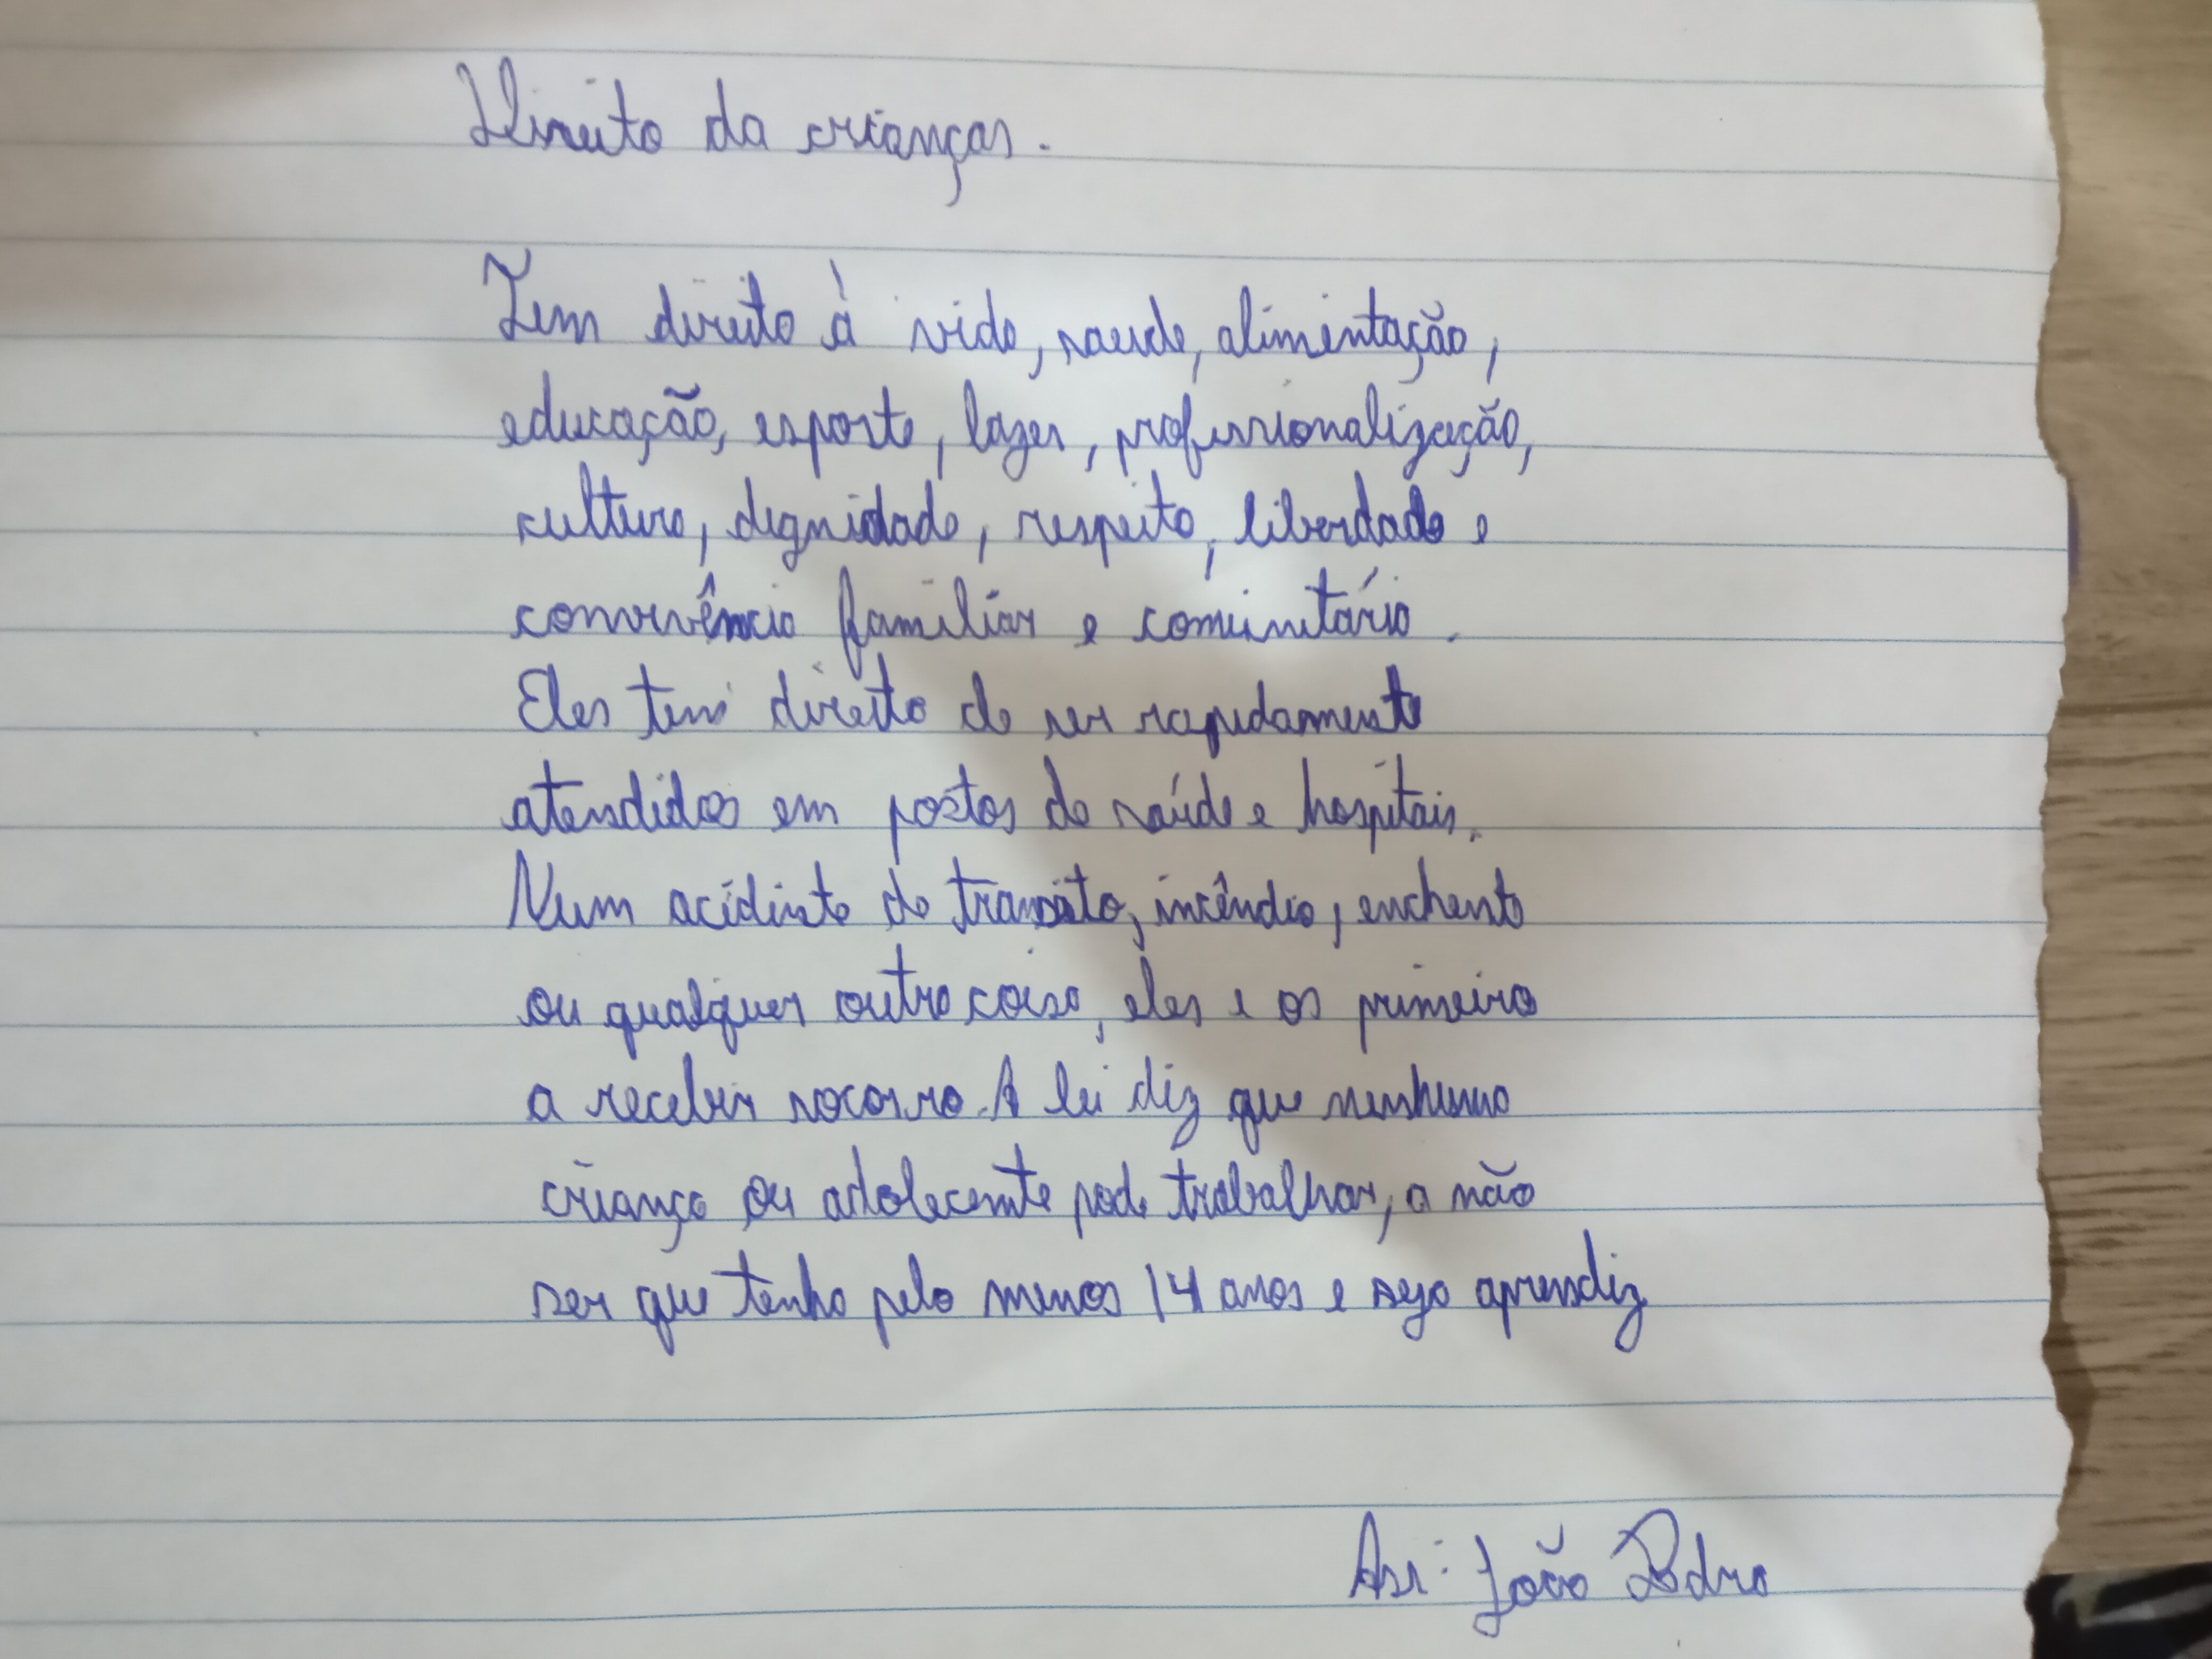 Direito da crianças.
Tem direito à vida, saude, alimentação,
educação, esporte, lazer, profissionalização,
cultura, dignidade, respeito, liberdade e
convivência familiar e comunitário.
Eles tem direito de ser rapidamente
atendidos em postos de saúde e hospitais.
Num acidente de transito, incêndio, enchente
ou qualquer outra coisa, eles e os primeiro
a receber socorro. A lei diz que nenhuma
criança ou adolecente pode trabalhar, a não
ser que tenha pelo menos 14 anos e seja aprendiz
Ass: João Pedro